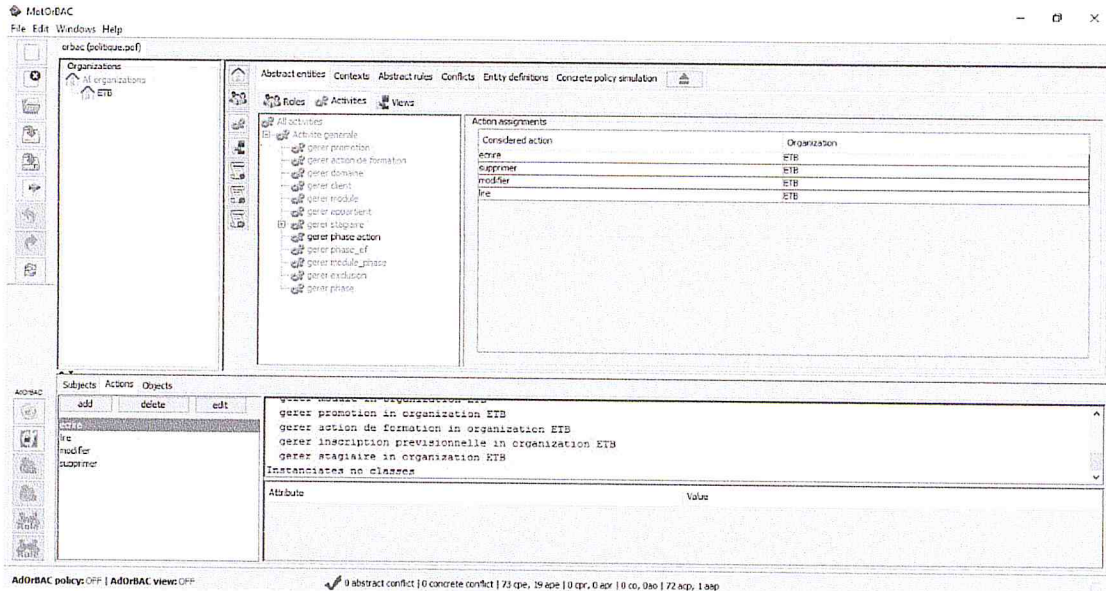 MotOrBAC
File Edit Windows Help
orbac (politique.pof)
Organizations
All organizations
ETB
Abstract entities Contexts Abstract rules Conflicts Entity definitions Concrete policy simulation
Roles Activities Views
All activities
Activite generale
gerer promotion
gerer action de formation
gerer domaine
gerer client
gerer module
gerer appartient
gerer stagiaire
gerer phase action
gerer phase_ef
gerer module_phase
gerer exclusion
gerer phase
Action assignments
Considered action Organization
ecrire ETB
supprimer ETB
modifier ETB
lire ETB
AdOrBAC
Subjects Actions Objects
add delete edit
ecrire
lire
modifier
supprimer
gerer module in organization ETB
gerer promotion in organization ETB
gerer action de formation in organization ETB
gerer inscription previsionnelle in organization ETB
gerer stagiaire in organization ETB
Instanciates no classes
Attribute Value
Role
Role
AdOrBAC policy: OFF | AdOrBAC view: OFF
0 abstract conflict | 0 concrete conflict | 73 cpe, 19 ape | 0 cpr, 0 apr | 0 co, 0ao | 72 acp, 1 aap